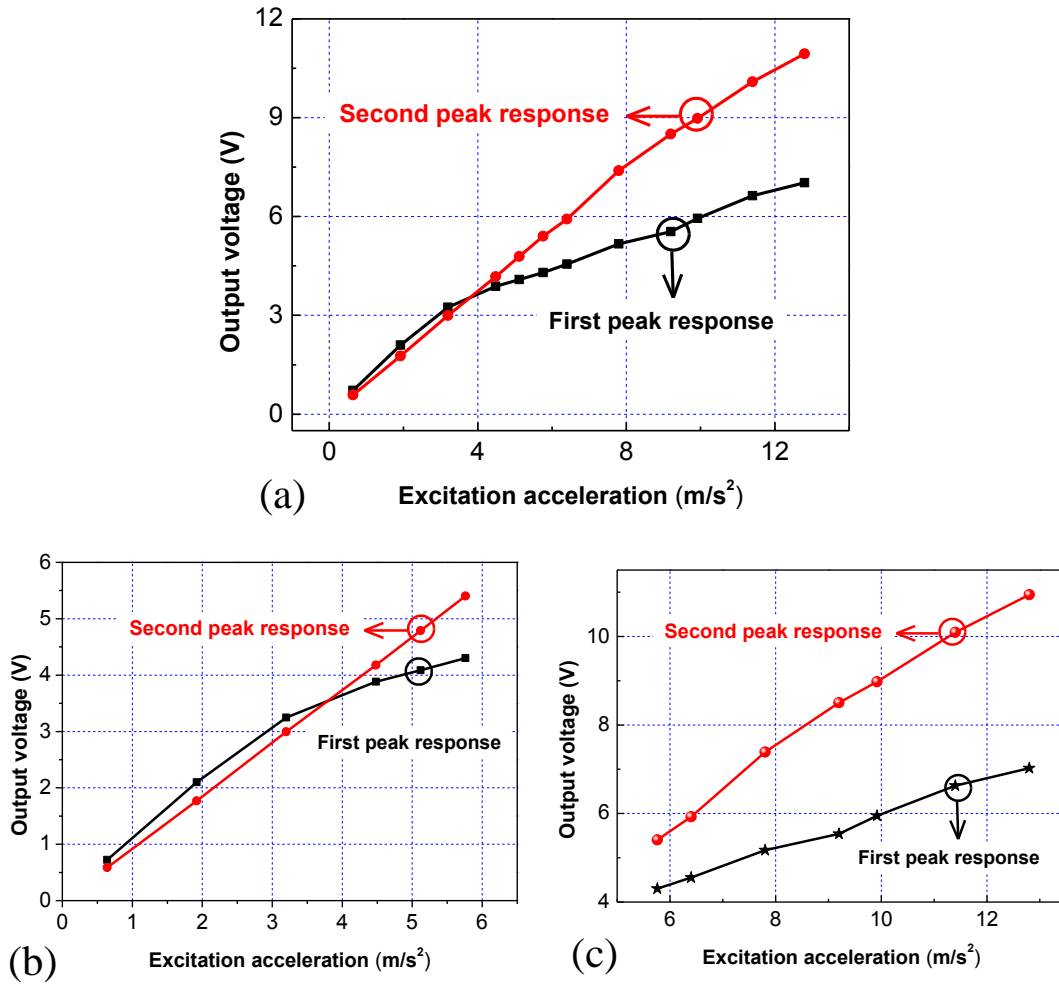 12
9
6
3
0
Output voltage (V)
Second peak response
First peak response
0 4 8 12
(a) Excitation acceleration (m/s²)
6
5
4
3
2
1
0
Output voltage (V)
Second peak response
First peak response
0 1 2 3 4 5 6
(b) Excitation acceleration (m/s²)
10
8
6
4
Output voltage (V)
Second peak response
First peak response
6 8 10 12
(c) Excitation acceleration (m/s²)